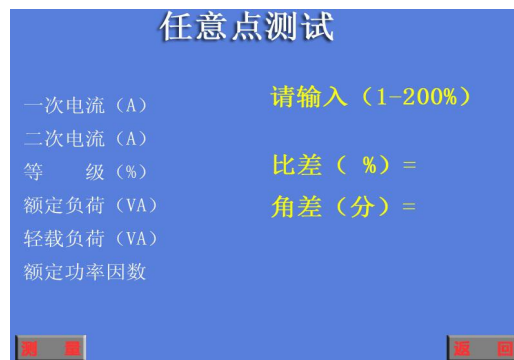 任意点测试
一次电流（A）
二次电流（A）
等　　级（%）
额定负荷（VA）
轻载负荷（VA）
额定功率因数
请输入（1-200%）
比差（ %）=
角差（分）=
测　量
返　回